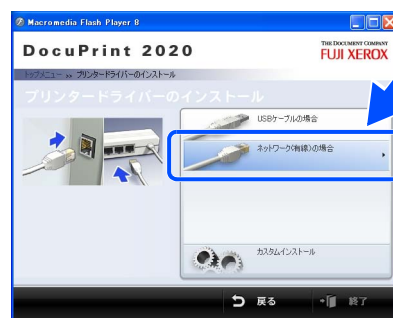 Macromedia Flash Player 8
DocuPrint 2020
THE DOCUMENT COMPANY
FUJI XEROX
トップメニュー >> プリンタードライバーのインストール
プリンタードライバーのインストール
USBケーブルの場合
ネットワーク(有線)の場合
カスタムインストール
戻る
終了